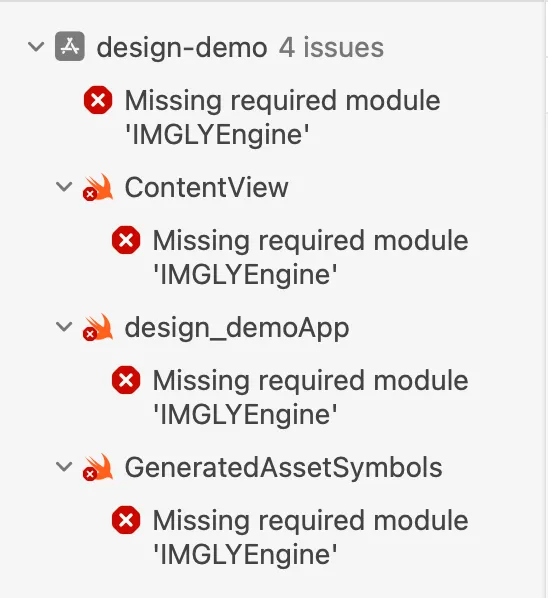 design-demo 4 issues
Missing required module
'IMGLYEngine'
ContentView
Missing required module
'IMGLYEngine'
design_demoApp
Missing required module
'IMGLYEngine'
GeneratedAssetSymbols
Missing required module
'IMGLYEngine'